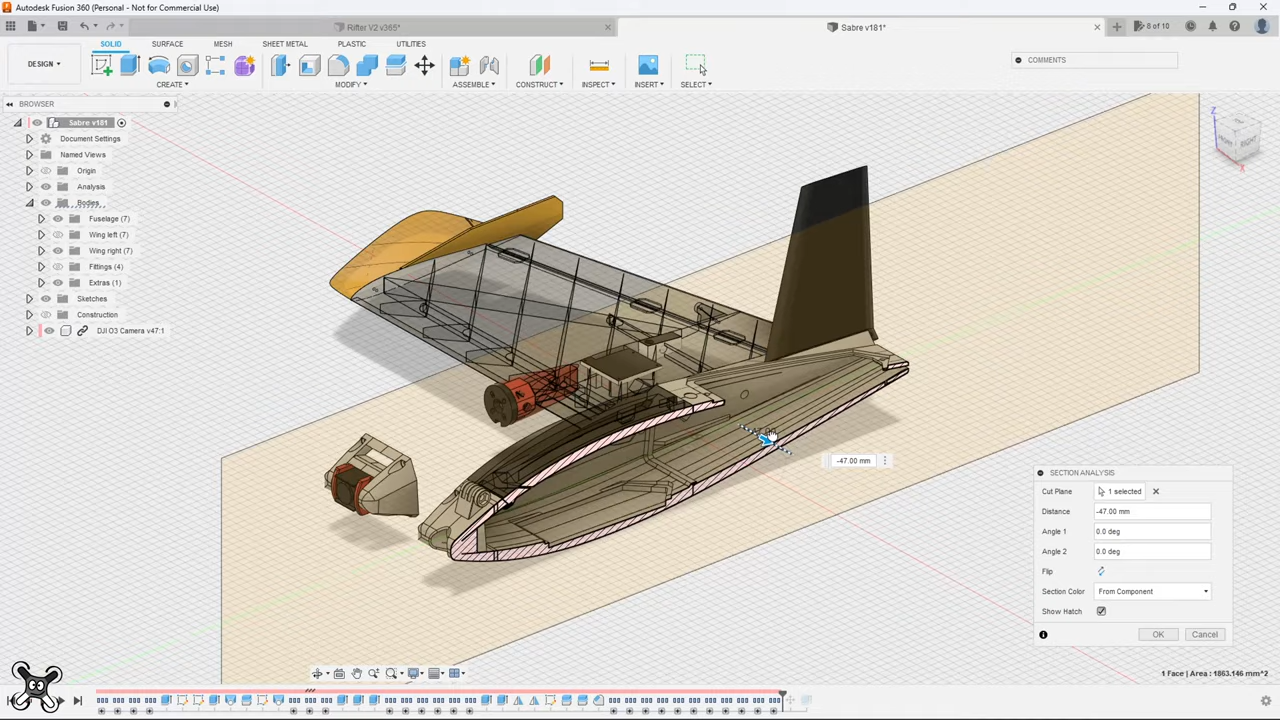 Autodesk Fusion 360 (Personal - Not for Commercial Use)
Rifter V2 v365*
Sabre v181*
8 of 10
DESIGN
SOLID
SURFACE
MESH
SHEET METAL
PLASTIC
UTILITIES
CREATE
MODIFY
ASSEMBLE
CONSTRUCT
INSPECT
INSERT
SELECT
COMMENTS
BROWSER
Sabre v181
Document Settings
Named Views
Origin
Analysis
Bodies
Fuselage (7)
Wing left (7)
Wing right (7)
Fittings (4)
Extras (1)
Sketches
Construction
DJI O3 Camera v47:1
Z
FRONT
RIGHT
X
-47.00 mm
SECTION ANALYSIS
Cut Plane
1 selected
Distance
-47.00 mm
Angle 1
0.0 deg
Angle 2
0.0 deg
Flip
Section Color
From Component
Show Hatch
OK
Cancel
1 Face | Area : 1863.146 mm^2